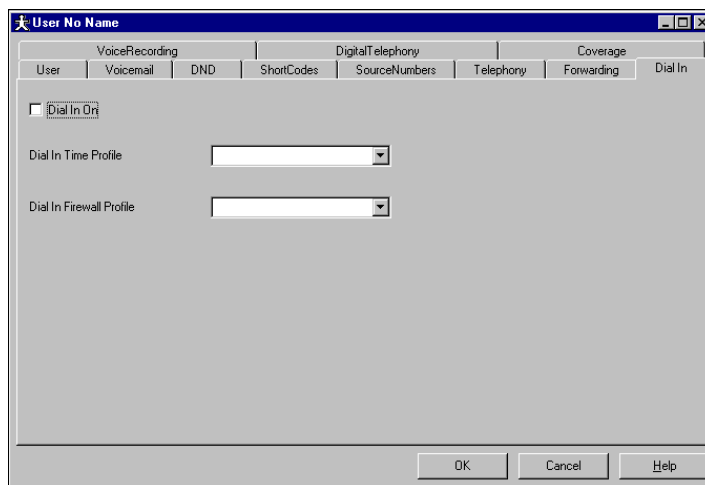 User No Name
VoiceRecording DigitalTelephony Coverage
User Voicemail DND ShortCodes SourceNumbers Telephony Forwarding Dial In
Dial In On
Dial In Time Profile
Dial In Firewall Profile
OK Cancel Help